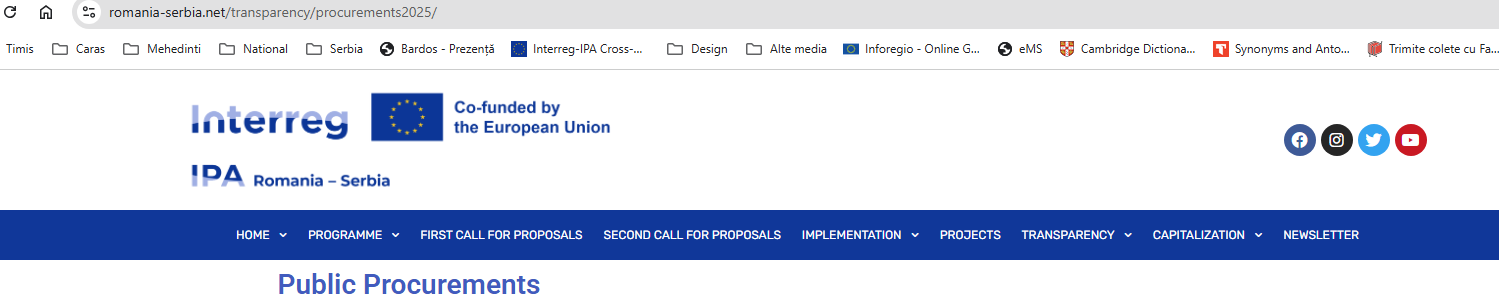 romania-serbia.net/transparency/procurements2025/
Timis Caras Mehedinti National Serbia Bardos - Prezență Interreg-IPA Cross-... Design Alte media Inforegio - Online G... eMS Cambridge Dictiona... Synonyms and Anto... Trimite colete cu Fa...
Interreg
Co-funded by
the European Union
IPA Romania – Serbia
HOME PROGRAMME FIRST CALL FOR PROPOSALS SECOND CALL FOR PROPOSALS IMPLEMENTATION PROJECTS TRANSPARENCY CAPITALIZATION NEWSLETTER
Public Procurements